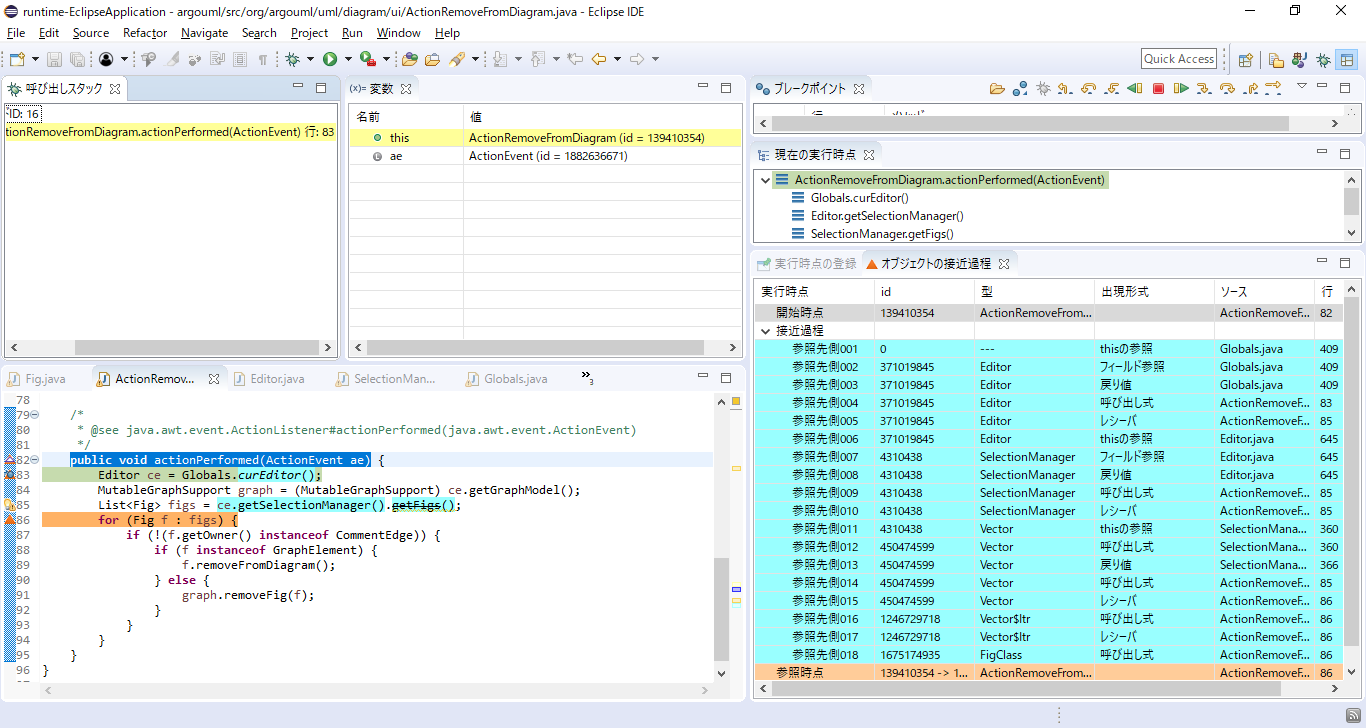 runtime-EclipseApplication - argouml/src/org/argouml/uml/diagram/ui/ActionRemoveFromDiagram.java - Eclipse IDE
File Edit Source Refactor Navigate Search Project Run Window Help
Quick Access
呼び出しスタック
ID: 16
tionRemoveFromDiagram.actionPerformed(ActionEvent) 行: 83
(x)= 変数
名前 値
this ActionRemoveFromDiagram (id = 139410354)
ae ActionEvent (id = 1882636671)
ブレークポイント
現在の実行時点
ActionRemoveFromDiagram.actionPerformed(ActionEvent)
Globals.curEditor()
Editor.getSelectionManager()
SelectionManager.getFigs()
実行時点の登録 オブジェクトの接近過程
実行時点 id 型 出現形式 ソース 行
開始時点 139410354 ActionRemoveFrom... ActionRemoveF... 82
接近過程
参照先側001 0 --- thisの参照 Globals.java 409
参照先側002 371019845 Editor フィールド参照 Globals.java 409
参照先側003 371019845 Editor 戻り値 Globals.java 409
参照先側004 371019845 Editor 呼び出し式 ActionRemoveF... 83
参照先側005 371019845 Editor レシーバ ActionRemoveF... 85
参照先側006 371019845 Editor thisの参照 Editor.java 645
参照先側007 4310438 SelectionManager フィールド参照 Editor.java 645
参照先側008 4310438 SelectionManager 戻り値 Editor.java 645
参照先側009 4310438 SelectionManager 呼び出し式 ActionRemoveF... 85
参照先側010 4310438 SelectionManager レシーバ ActionRemoveF... 85
参照先側011 4310438 Vector thisの参照 SelectionMana... 360
参照先側012 450474599 Vector 呼び出し式 SelectionMana... 360
参照先側013 450474599 Vector 戻り値 SelectionMana... 366
参照先側014 450474599 Vector 呼び出し式 ActionRemoveF... 85
参照先側015 450474599 Vector レシーバ ActionRemoveF... 86
参照先側016 1246729718 Vector$Itr 呼び出し式 ActionRemoveF... 86
参照先側017 1246729718 Vector$Itr レシーバ ActionRemoveF... 86
参照先側018 1675174935 FigClass 呼び出し式 ActionRemoveF... 86
参照時点 139410354 -> 1... ActionRemoveFrom... ActionRemoveF... 86
Fig.java ActionRemov... Editor.java SelectionMan... Globals.java »3
78
79 /*
80 * @see java.awt.event.ActionListener#actionPerformed(java.awt.event.ActionEvent)
81 */
82 public void actionPerformed(ActionEvent ae) {
83 Editor ce = Globals.curEditor();
84 MutableGraphSupport graph = (MutableGraphSupport) ce.getGraphModel();
85 List<Fig> figs = ce.getSelectionManager().getFigs();
86 for (Fig f : figs) {
87 if (!(f.getOwner() instanceof CommentEdge)) {
88 if (f instanceof GraphElement) {
89 f.removeFromDiagram();
90 } else {
91 graph.removeFig(f);
92 }
93 }
94 }
95 }
96 }